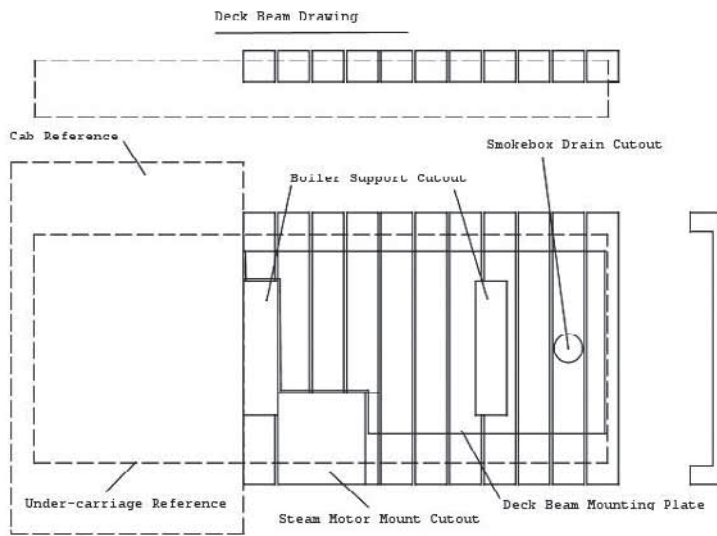 Deck Beam Drawing
Cab Reference
Smokebox Drain Cutout
Boiler Support Cutout
Under-carriage Reference
Deck Beam Mounting Plate
Steam Motor Mount Cutout